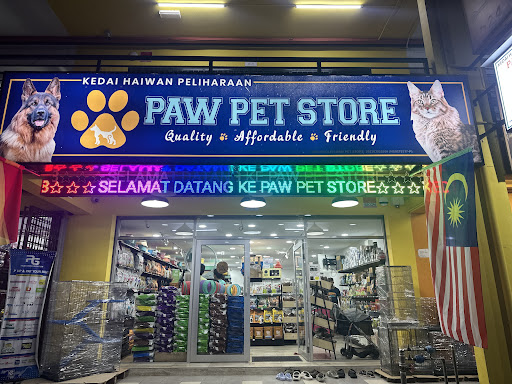 KEDAI HAIWAN PELIHARAAN
PAW PET STORE
Quality Affordable Friendly
B☆☆☆ SELAMAT DATANG KE PAW PET STORE☆☆☆